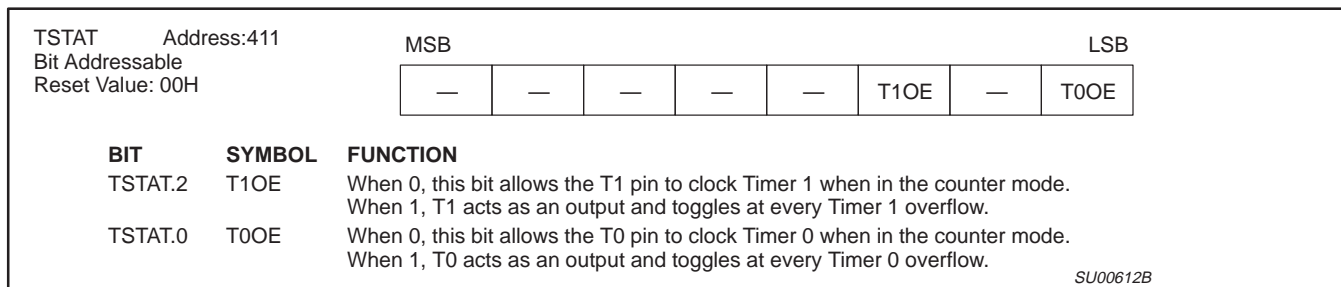 TSTAT Address:411
Bit Addressable
Reset Value: 00H
MSB LSB
— — — — — T1OE — T0OE
BIT SYMBOL FUNCTION
TSTAT.2 T1OE When 0, this bit allows the T1 pin to clock Timer 1 when in the counter mode.
When 1, T1 acts as an output and toggles at every Timer 1 overflow.
TSTAT.0 T0OE When 0, this bit allows the T0 pin to clock Timer 0 when in the counter mode.
When 1, T0 acts as an output and toggles at every Timer 0 overflow.
SU00612B